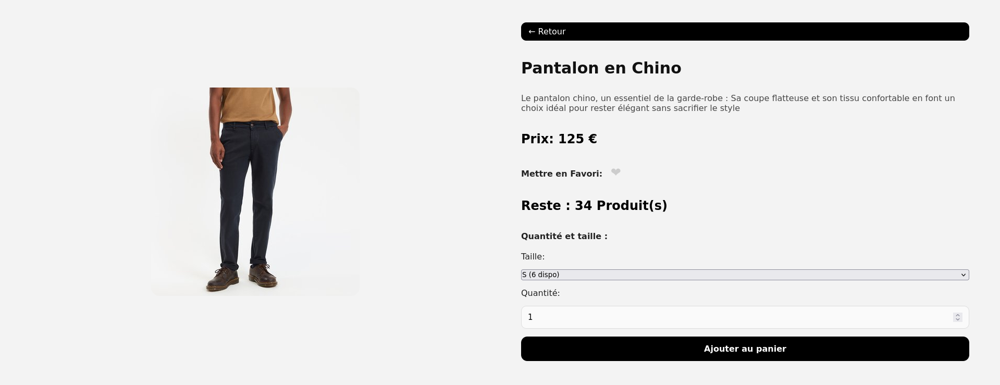 ← Retour
Pantalon en Chino
Le pantalon chino, un essentiel de la garde-robe : Sa coupe flatteuse et son tissu confortable en font un
choix idéal pour rester élégant sans sacrifier le style
Prix: 125 €
Mettre en Favori: ❤
Reste : 34 Produit(s)
Quantité et taille :
Taille:
S (6 dispo)
Quantité:
1
Ajouter au panier